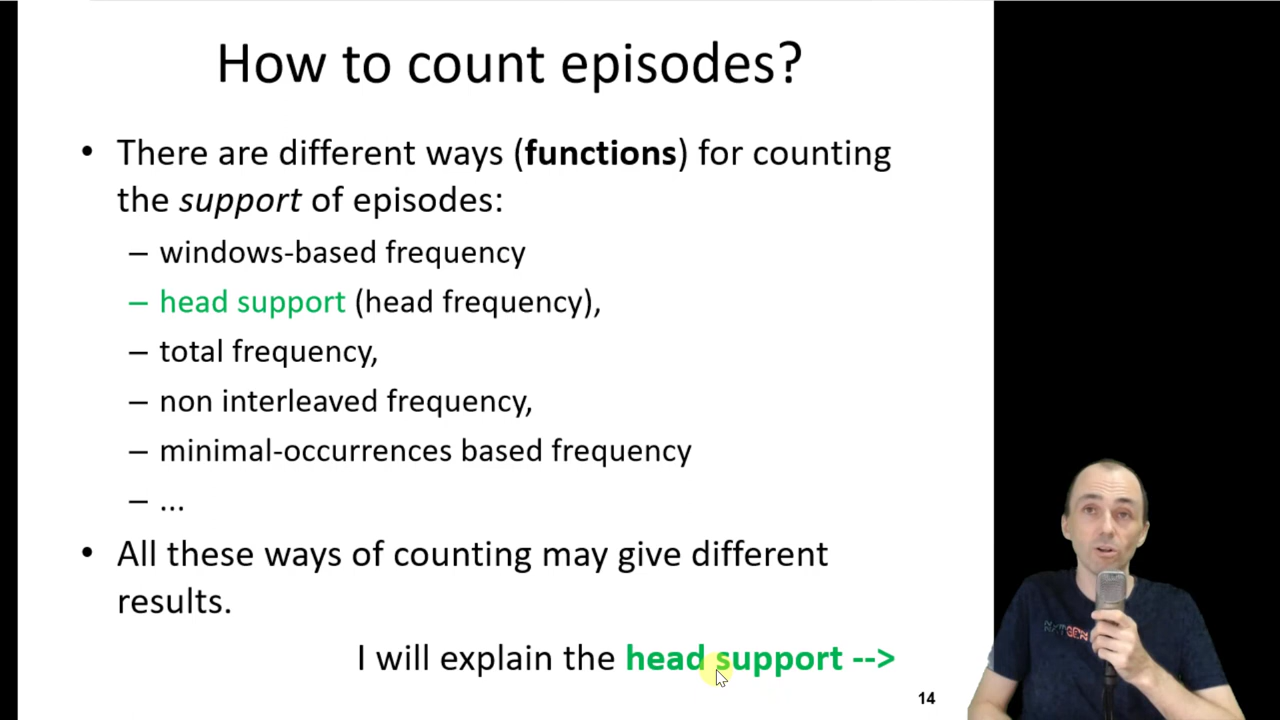 How to count episodes?
• There are different ways (functions) for counting
the support of episodes:
– windows-based frequency
– head support (head frequency),
– total frequency,
– non interleaved frequency,
– minimal-occurrences based frequency
– ...
• All these ways of counting may give different
results.
I will explain the head support -->
14